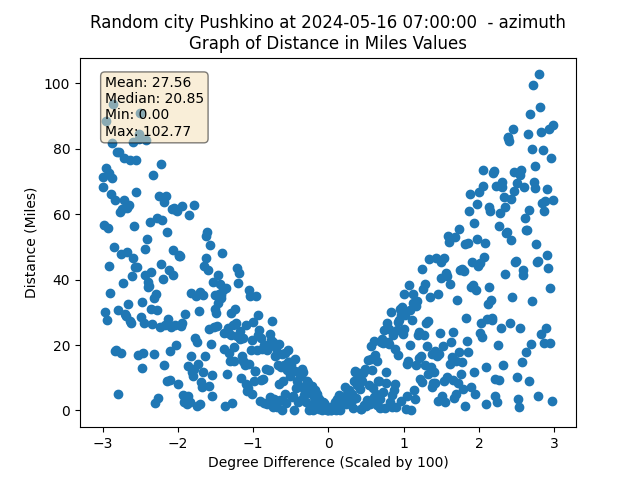 Random city Pushkino at 2024-05-16 07:00:00  - azimuth
Graph of Distance in Miles Values
Mean: 27.56
Median: 20.85
Min: 0.00
Max: 102.77
Distance (Miles)
100
80
60
40
20
0
−3 −2 −1 0 1 2 3
Degree Difference (Scaled by 100)